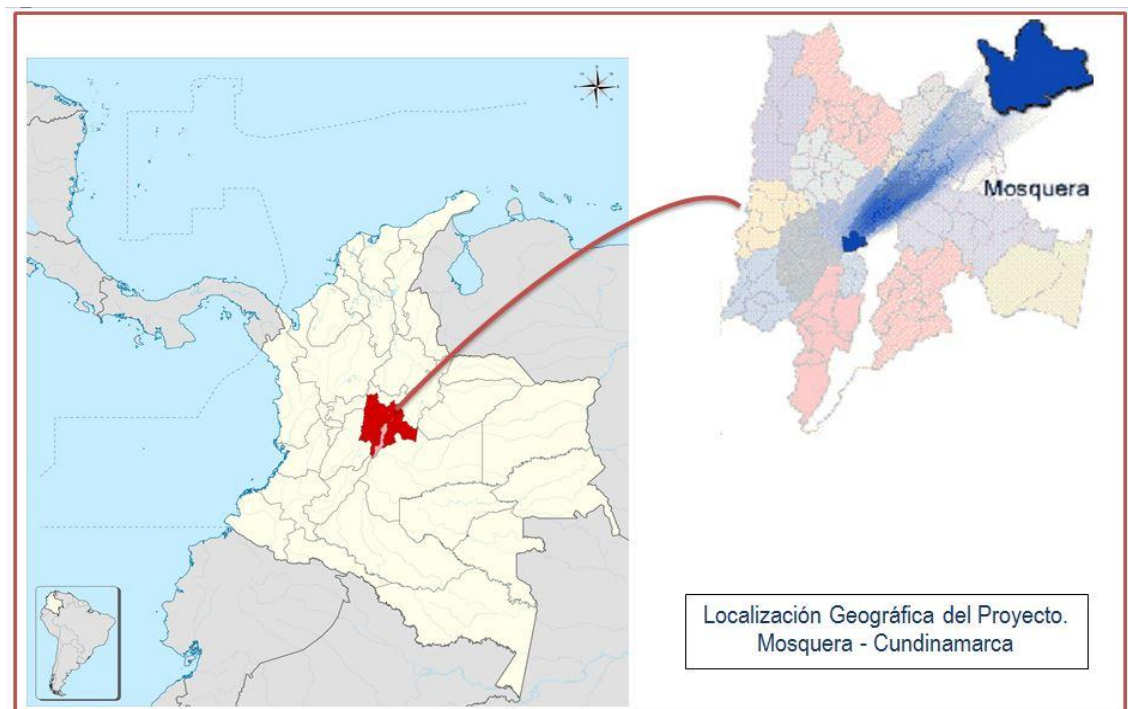 Mosquera
Localización Geográfica del Proyecto.
Mosquera - Cundinamarca